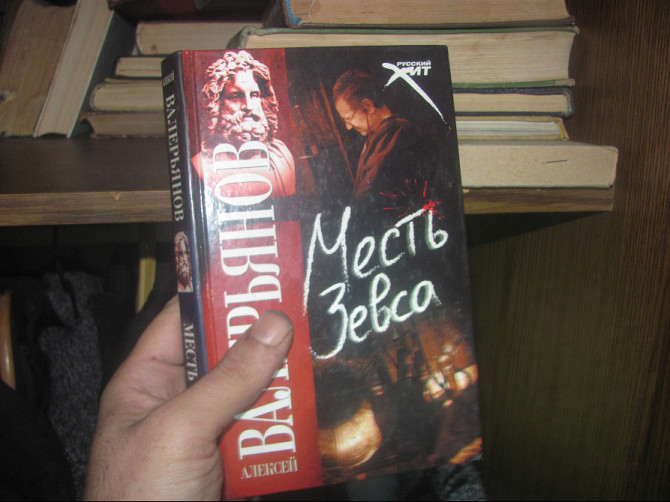 РУССКИЙ
ХИТ
АЛЕКСЕЙ
ВАЛЕРЬЯНОВ
Месть
Зевса
ВАЛЕРЬЯНОВ
МЕСТЬ